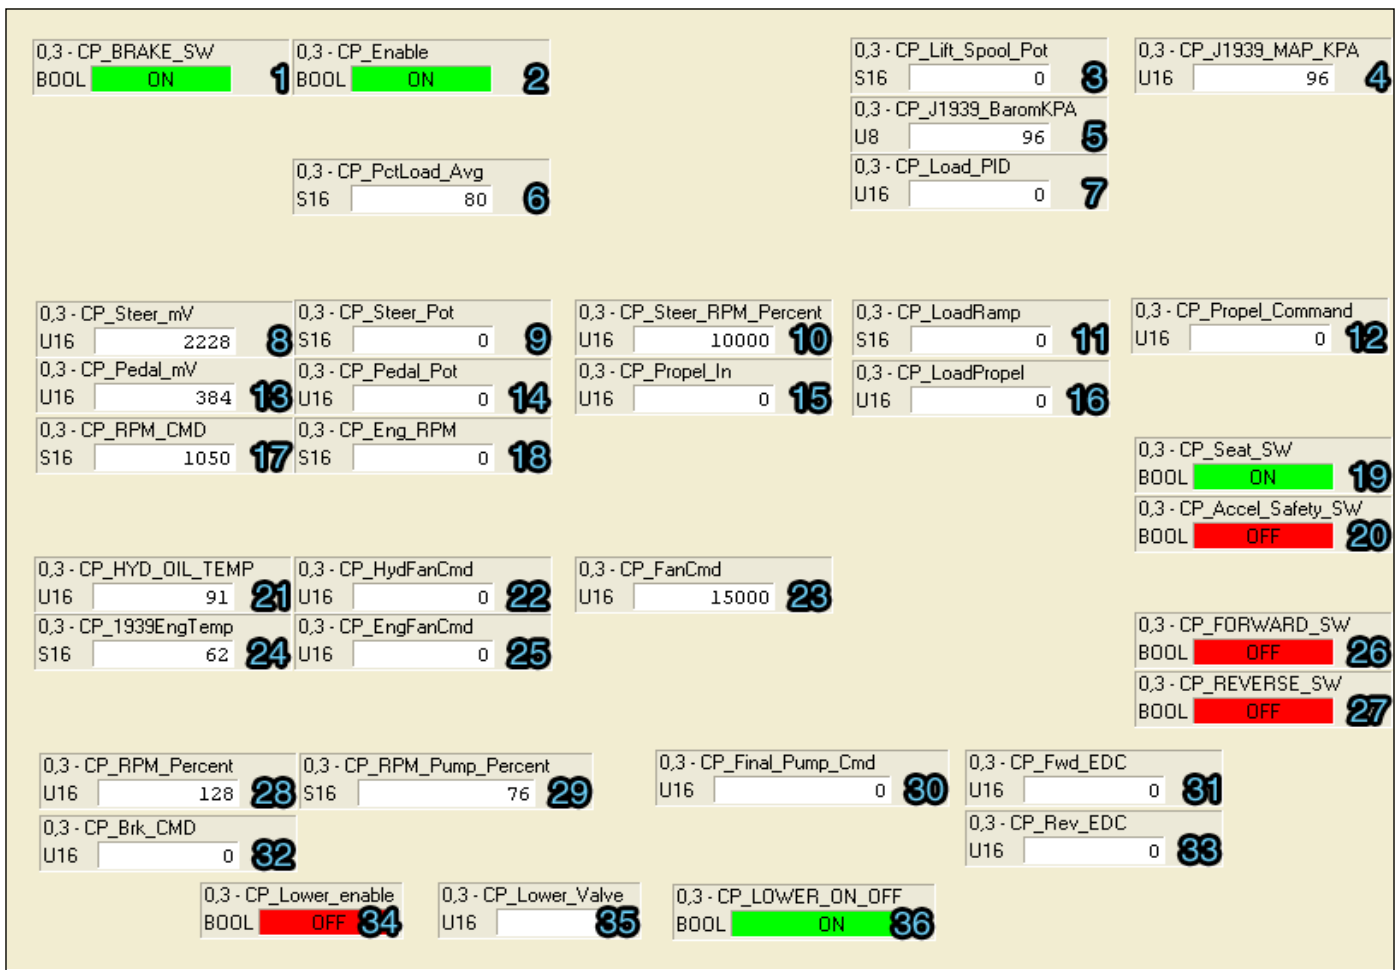 0,3 - CP_BRAKE_SW
BOOL ON 1
0,3 - CP_Enable
BOOL ON 2
0,3 - CP_Lift_Spool_Pot
S16 0 3
0,3 - CP_J1939_MAP_KPA
U16 96 4
0,3 - CP_J1939_BaromKPA
U8 96 5
0,3 - CP_PctLoad_Avg
S16 80 6
0,3 - CP_Load_PID
U16 0 7
0,3 - CP_Steer_mV
U16 2228 8
0,3 - CP_Steer_Pot
S16 0 9
0,3 - CP_Steer_RPM_Percent
U16 10000 10
0,3 - CP_LoadRamp
S16 0 11
0,3 - CP_Propel_Command
U16 0 12
0,3 - CP_Pedal_mV
U16 384 13
0,3 - CP_Pedal_Pot
U16 0 14
0,3 - CP_Propel_In
U16 0 15
0,3 - CP_LoadPropel
U16 0 16
0,3 - CP_RPM_CMD
S16 1050 17
0,3 - CP_Eng_RPM
S16 0 18
0,3 - CP_Seat_SW
BOOL ON 19
0,3 - CP_Accel_Safety_SW
BOOL OFF 20
0,3 - CP_HYD_OIL_TEMP
U16 91 21
0,3 - CP_HydFanCmd
U16 0 22
0,3 - CP_FanCmd
U16 15000 23
0,3 - CP_1939EngTemp
S16 62 24
0,3 - CP_EngFanCmd
U16 0 25
0,3 - CP_FORWARD_SW
BOOL OFF 26
0,3 - CP_REVERSE_SW
BOOL OFF 27
0,3 - CP_RPM_Percent
U16 128 28
0,3 - CP_RPM_Pump_Percent
S16 76 29
0,3 - CP_Final_Pump_Cmd
U16 0 30
0,3 - CP_Fwd_EDC
U16 0 31
0,3 - CP_Brk_CMD
U16 0 32
0,3 - CP_Rev_EDC
U16 0 33
0,3 - CP_Lower_enable
BOOL OFF 34
0,3 - CP_Lower_Valve
U16 35
0,3 - CP_LOWER_ON_OFF
BOOL ON 36